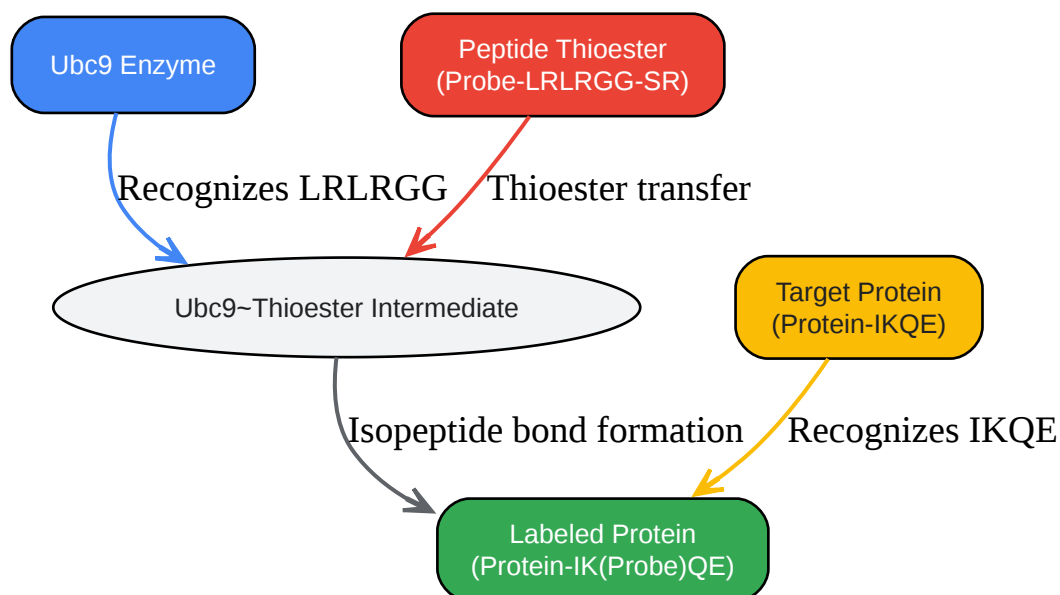 Ubc9 Enzyme
Peptide Thioester
(Probe-LRLRGG-SR)
Recognizes LRLRGG
Thioester transfer
Ubc9~Thioester Intermediate
Target Protein
(Protein-IKQE)
Isopeptide bond formation
Recognizes IKQE
Labeled Protein
(Protein-IK(Probe)QE)